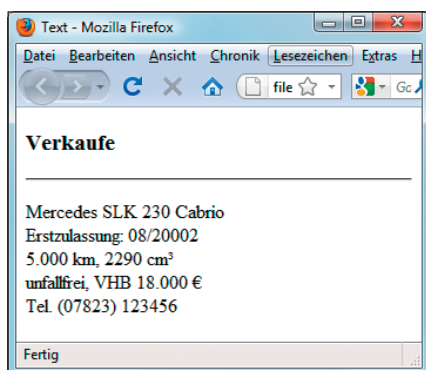 Text - Mozilla Firefox
Datei Bearbeiten Ansicht Chronik Lesezeichen Extras H
file Go
Verkaufe
Mercedes SLK 230 Cabrio
Erstzulassung: 08/20002
5.000 km, 2290 cm³
unfallfrei, VHB 18.000 €
Tel. (07823) 123456
Fertig